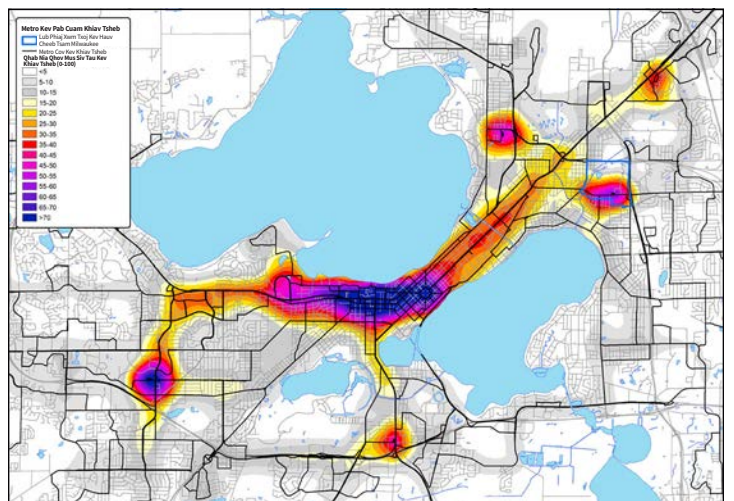 Metro Kev Pab Cuam Khiav Tsheb
Lub Phiaj Xwm Txoj Kev Hauv
Cheeb Tsam Milwaukee
Metro Cov Kev Khiav Tsheb
Qhab Nia Qhov Mus Siv Tau Kev
Khiav Tsheb (0-100)
<5
5-10
10-15
15-20
20-25
25-30
30-35
35-40
40-45
45-50
50-55
55-60
60-65
65-70
>70